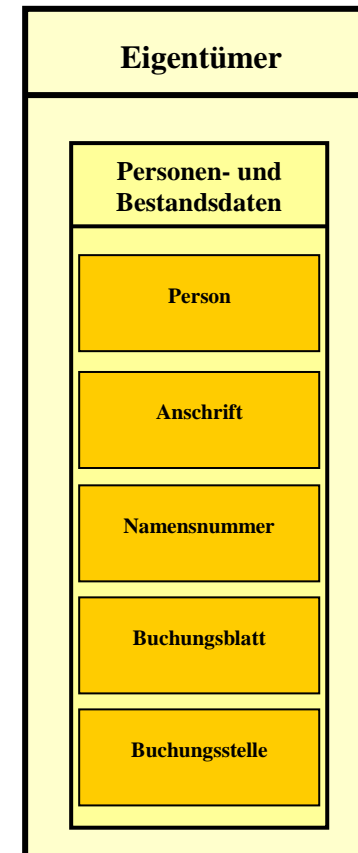 Eigentümer
Personen- und
Bestandsdaten
Person
Anschrift
Namensnummer
Buchungsblatt
Buchungsstelle